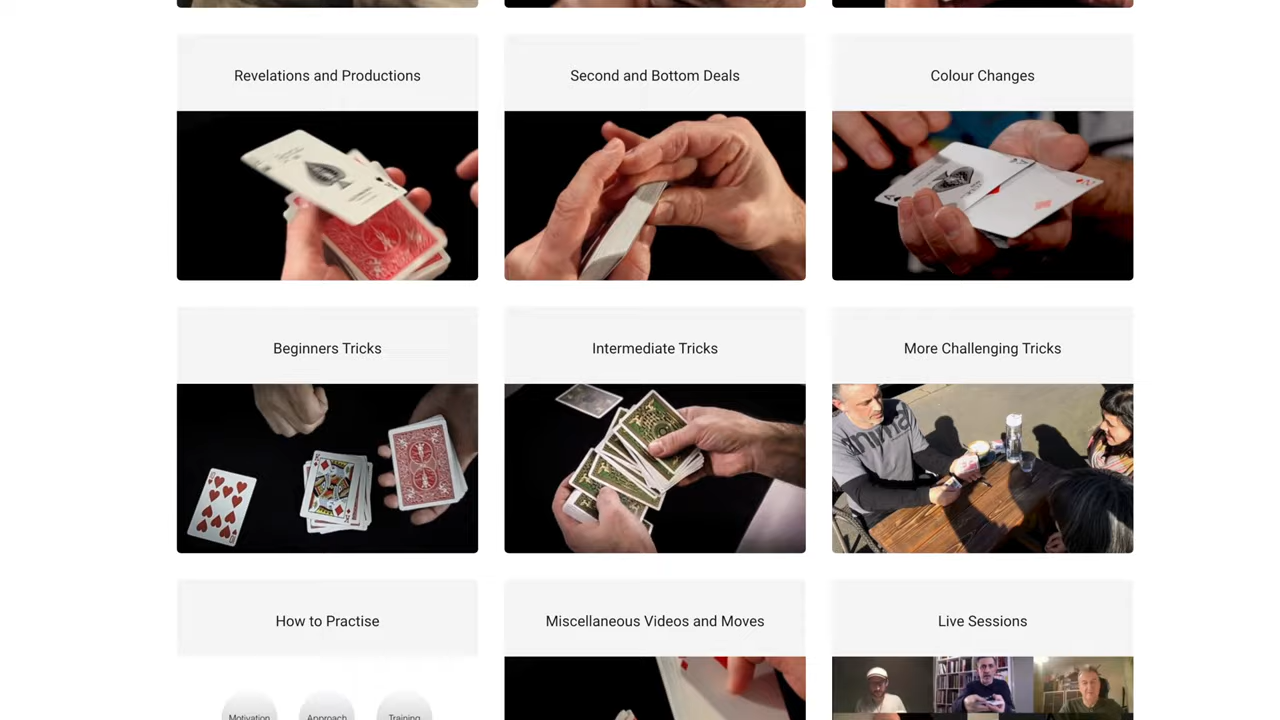 Revelations and Productions
Second and Bottom Deals
Colour Changes
Beginners Tricks
Intermediate Tricks
More Challenging Tricks
How to Practise
Miscellaneous Videos and Moves
Live Sessions
Motivation
Approach
Training